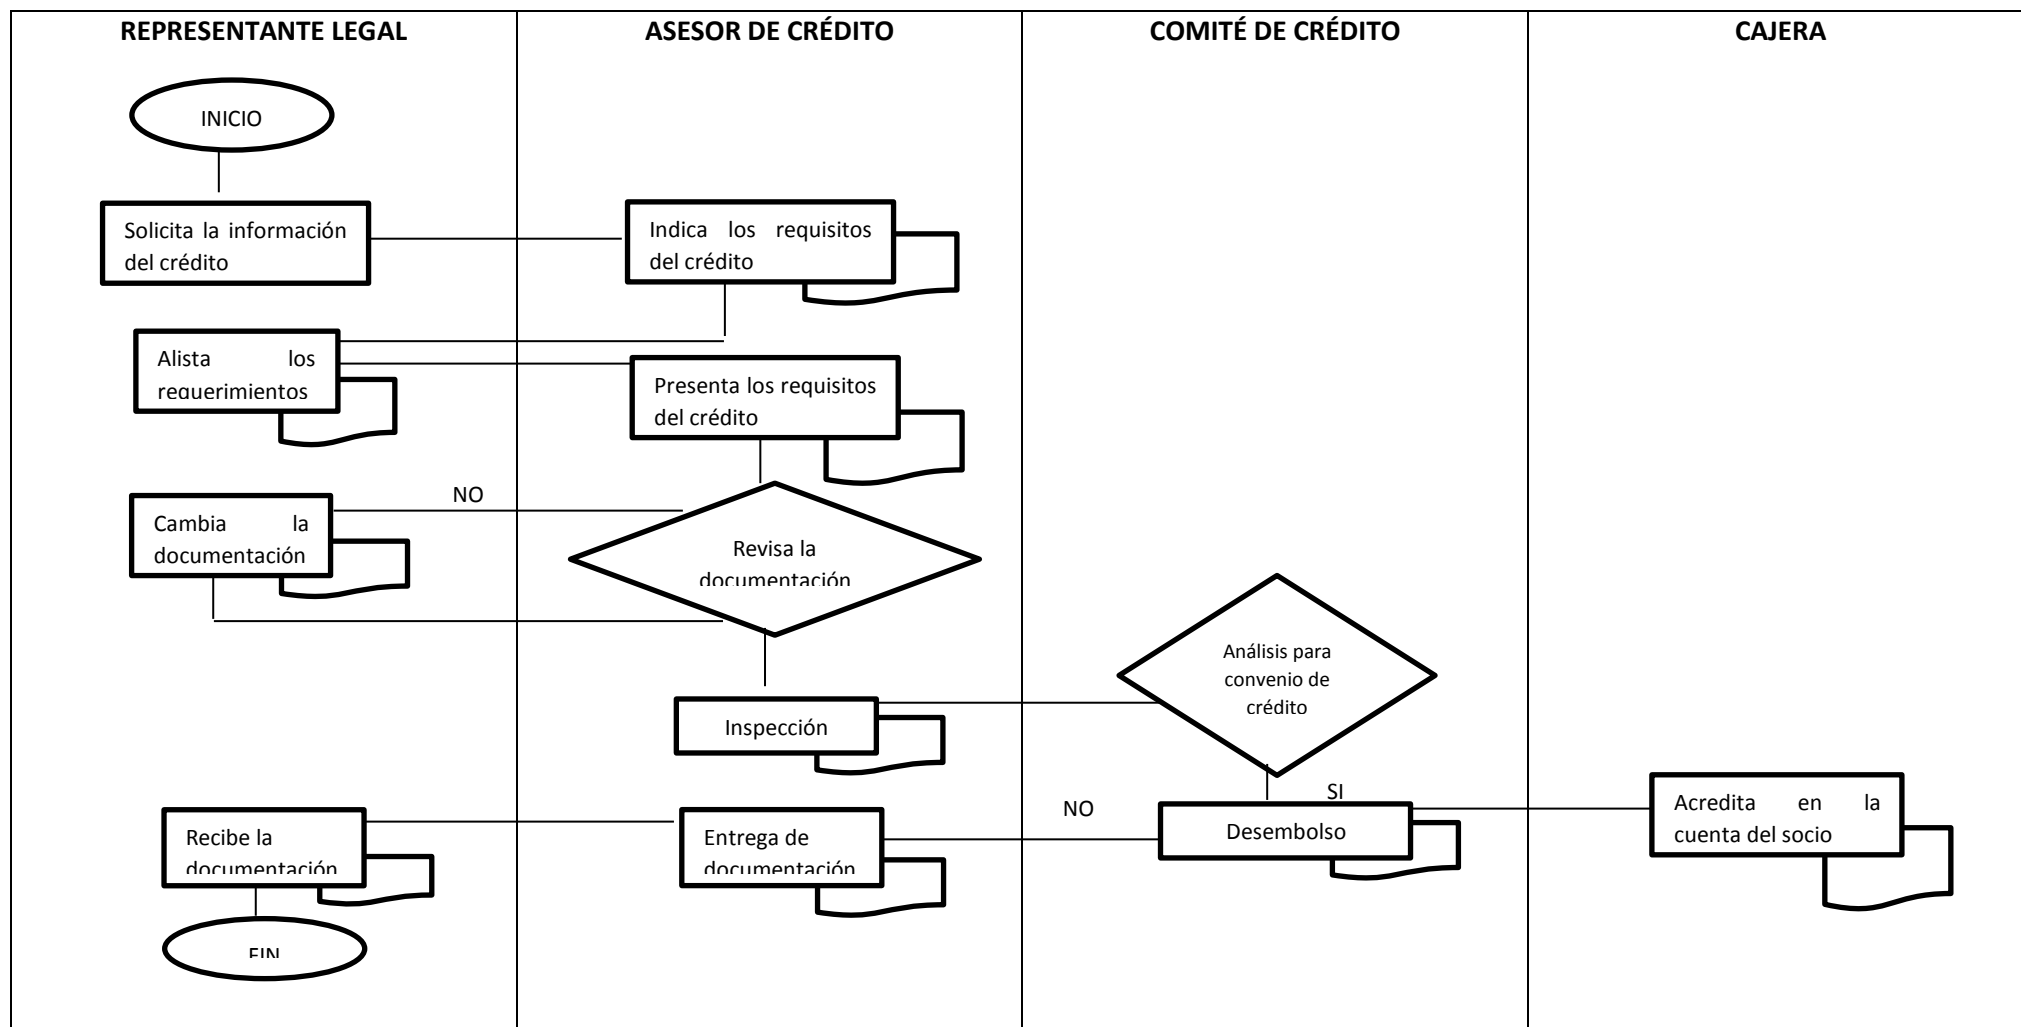 REPRESENTANTE LEGAL
ASESOR DE CRÉDITO
COMITÉ DE CRÉDITO
CAJERA
INICIO
Solicita la información
del crédito
Indica los requisitos
del crédito
Alista los
requerimientos
Presenta los requisitos
del crédito
NO
Cambia la
documentación
Revisa la
documentación
Análisis para
convenio de
crédito
Inspección
SI
NO
Desembolso
Acredita en la
cuenta del socio
Recibe la
documentación
Entrega de
documentación
FIN